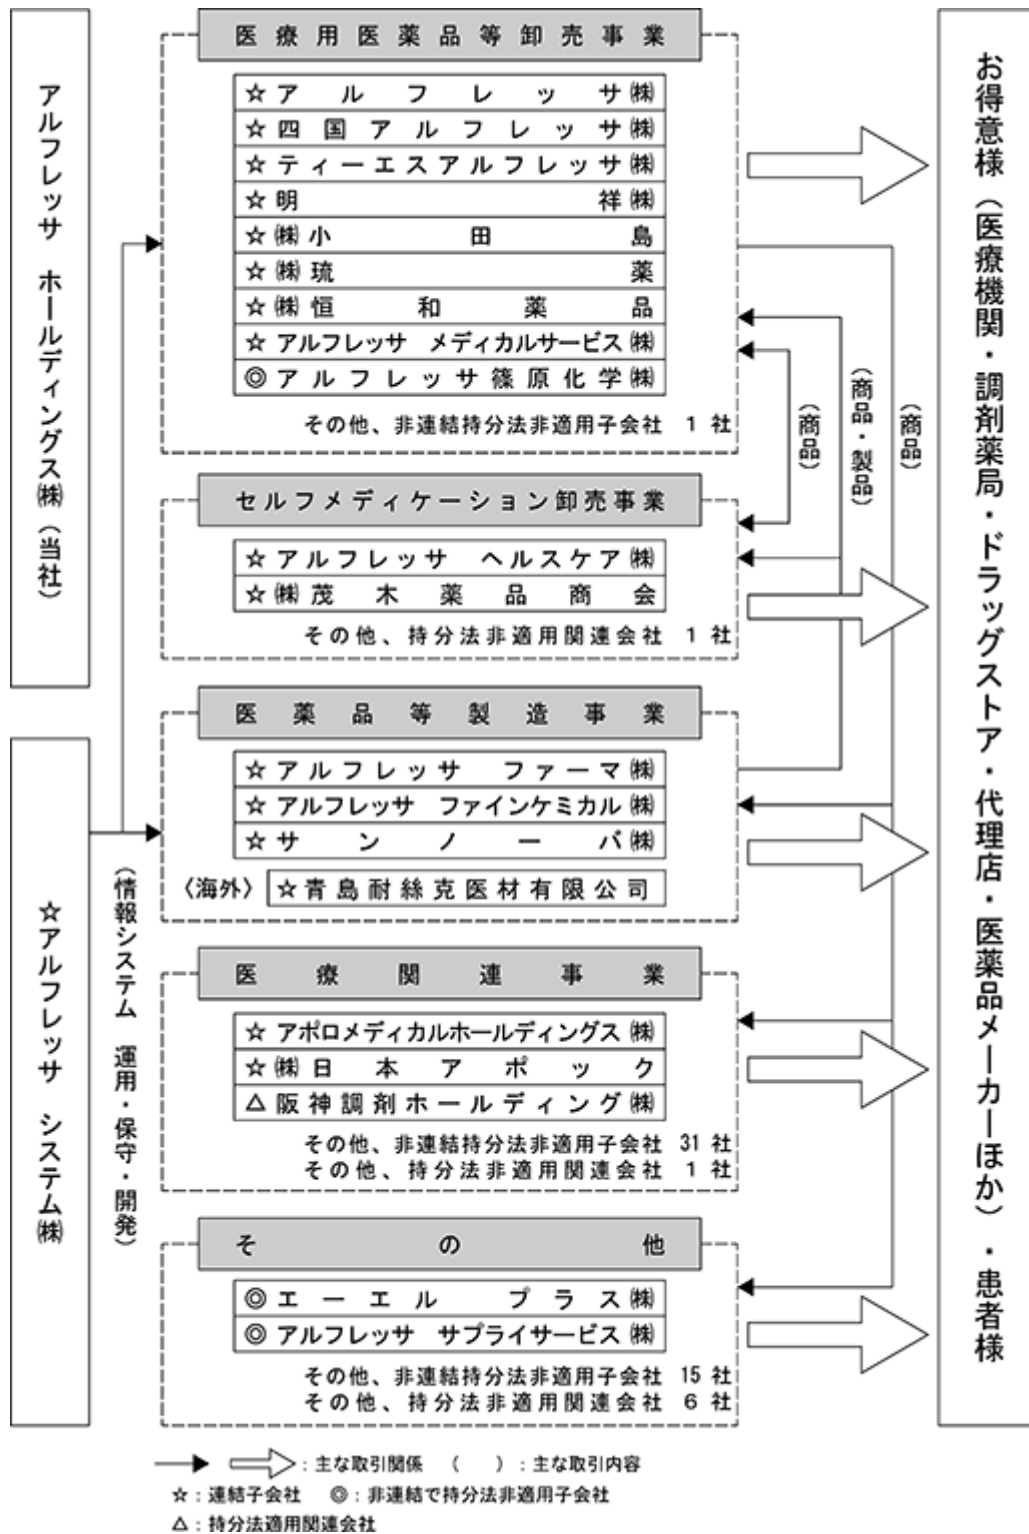 アルフレッサ ホールディングス㈱（当社）
☆アルフレッサ システム㈱
（情報システム 運用・保守・開発）
医療用医薬品等卸売事業
☆アルフレッサ㈱
☆四国アルフレッサ㈱
☆ティーエスアルフレッサ㈱
☆明祥㈱
☆㈱小田島
☆㈱琉薬
☆㈱恒和薬品
☆アルフレッサ メディカルサービス㈱
◎アルフレッサ篠原化学㈱
その他、非連結持分法非適用子会社 1 社
セルフメディケーション卸売事業
☆アルフレッサ ヘルスケア㈱
☆㈱茂木薬品商会
その他、持分法非適用関連会社 1 社
医薬品等製造事業
☆アルフレッサ ファーマ㈱
☆アルフレッサ ファインケミカル㈱
☆サンノーバ㈱
〈海外〉☆青島耐絲克医材有限公司
医療関連事業
☆アポロメディカルホールディングス㈱
☆㈱日本アポック
△阪神調剤ホールディング㈱
その他、非連結持分法非適用子会社 31 社
その他、持分法非適用関連会社 1 社
その他
◎エーエル プラス㈱
◎アルフレッサ サプライサービス㈱
その他、非連結持分法非適用子会社 15 社
その他、持分法非適用関連会社 6 社
（商品）
（商品・製品）
（商品）
お得意様（医療機関・調剤薬局・ドラッグストア・代理店・医薬品メーカーほか）・患者様
：主な取引関係 （ ）：主な取引内容
☆：連結子会社 ◎：非連結で持分法非適用子会社
△：持分法適用関連会社